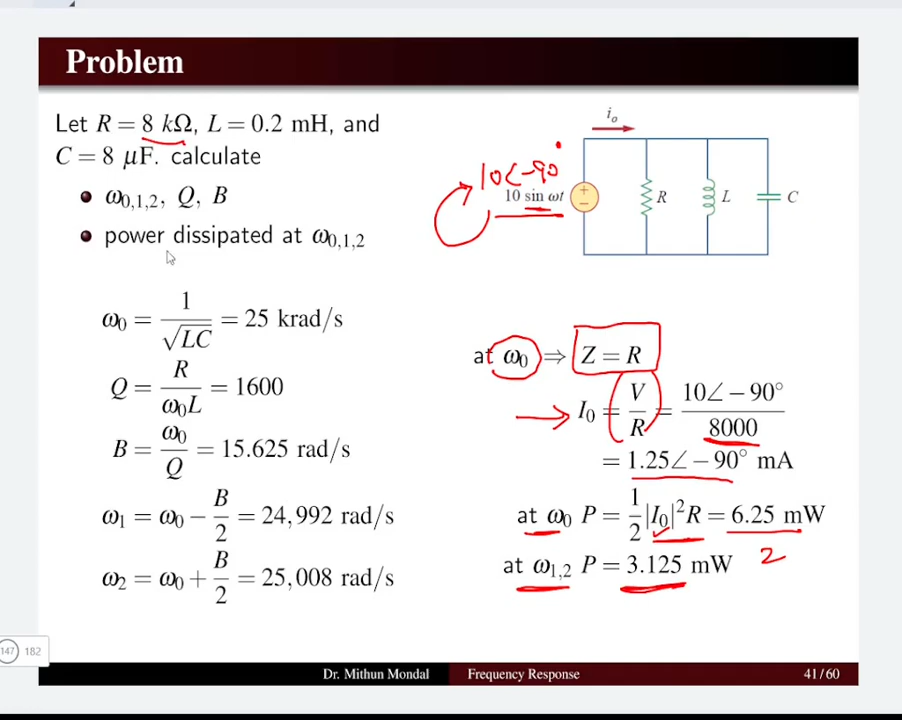 Problem
Let R = 8 kΩ, L = 0.2 mH, and
C = 8 μF. calculate
• ω0,1,2, Q, B
• power dissipated at ω0,1,2
io
10∠-90°
10 sin ωt
+
−
R
L
C
ω0 = 1/√LC = 25 krad/s
Q = R/ω0L = 1600
B = ω0/Q = 15.625 rad/s
ω1 = ω0 − B/2 = 24,992 rad/s
ω2 = ω0 + B/2 = 25,008 rad/s
at ω0 ⇒ Z = R
I0 = V/R = 10∠ − 90°/8000
= 1.25∠ − 90° mA
at ω0 P = 1/2|I0|²R = 6.25 mW
2
at ω1,2 P = 3.125 mW
147 182
Dr. Mithun Mondal Frequency Response 41/60